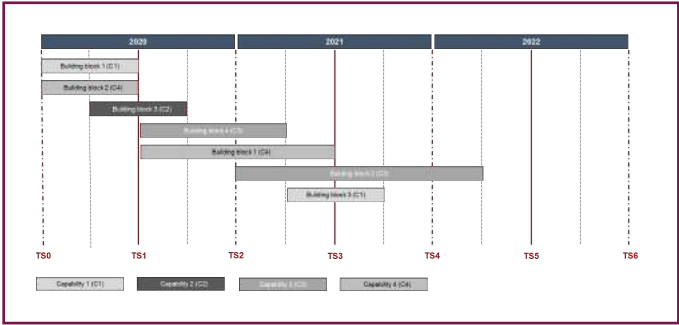 2020
2021
2022
Building block 1 (C1)
Building block 2 (C4)
Building block 3 (C2)
Building block 4 (C3)
Building block 1 (C4)
Building block 2 (C3)
Building block 3 (C1)
TS0
TS1
TS2
TS3
TS4
TS5
TS6
Capability 1 (C1)
Capability 2 (C2)
Capability 3 (C3)
Capability 4 (C4)